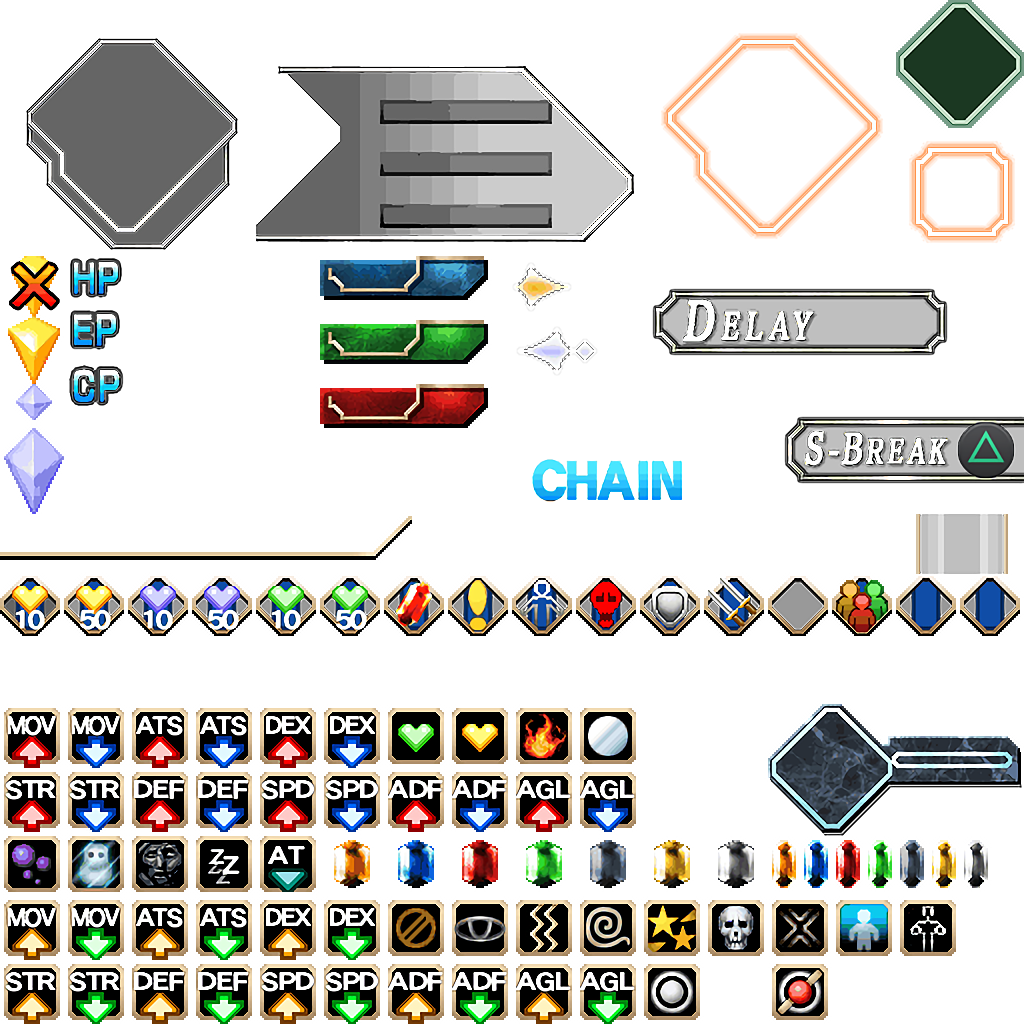 HP
EP
CP
DELAY
S-BREAK
CHAIN
10 50 10 50 10 50
MOV MOV ATS ATS DEX DEX
STR STR DEF DEF SPD SPD ADF ADF AGL AGL
ZZZ AT
MOV MOV ATS ATS DEX DEX
STR STR DEF DEF SPD SPD ADF ADF AGL AGL